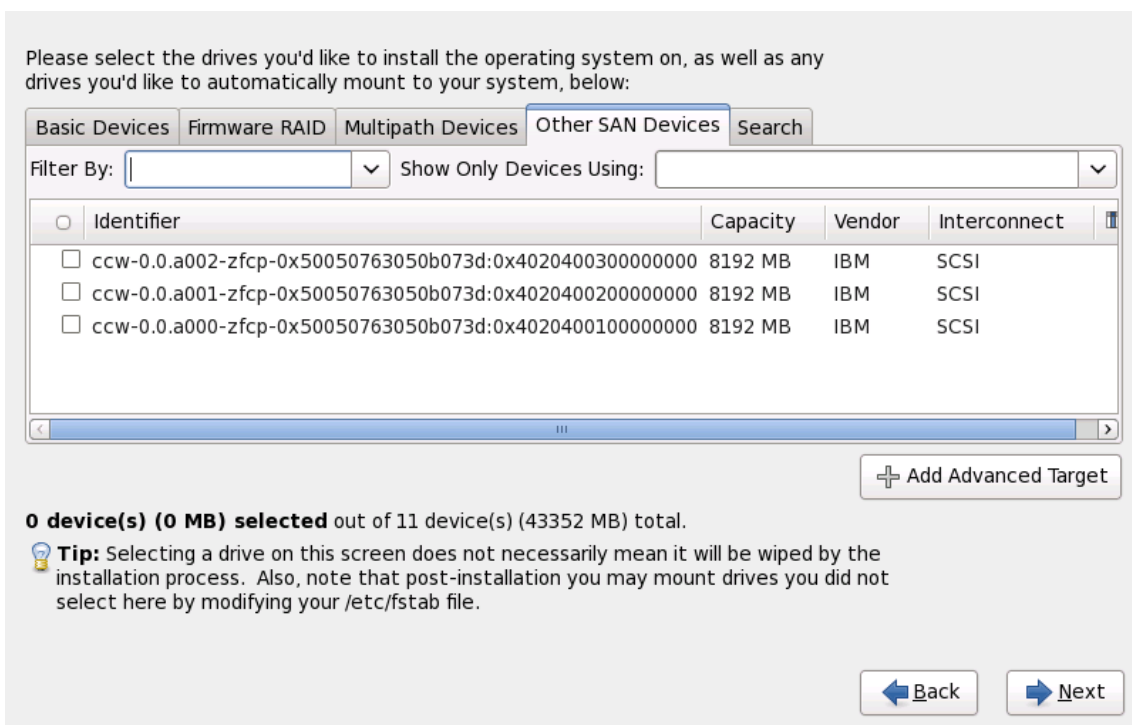 Please select the drives you'd like to install the operating system on, as well as any
drives you'd like to automatically mount to your system, below:
Basic Devices Firmware RAID Multipath Devices Other SAN Devices Search
Filter By: Show Only Devices Using:
Identifier Capacity Vendor Interconnect
ccw-0.0.a002-zfcp-0x50050763050b073d:0x4020400300000000 8192 MB IBM SCSI
ccw-0.0.a001-zfcp-0x50050763050b073d:0x4020400200000000 8192 MB IBM SCSI
ccw-0.0.a000-zfcp-0x50050763050b073d:0x4020400100000000 8192 MB IBM SCSI
Add Advanced Target
0 device(s) (0 MB) selected out of 11 device(s) (43352 MB) total.
Tip: Selecting a drive on this screen does not necessarily mean it will be wiped by the
installation process.  Also, note that post-installation you may mount drives you did not
select here by modifying your /etc/fstab file.
Back Next